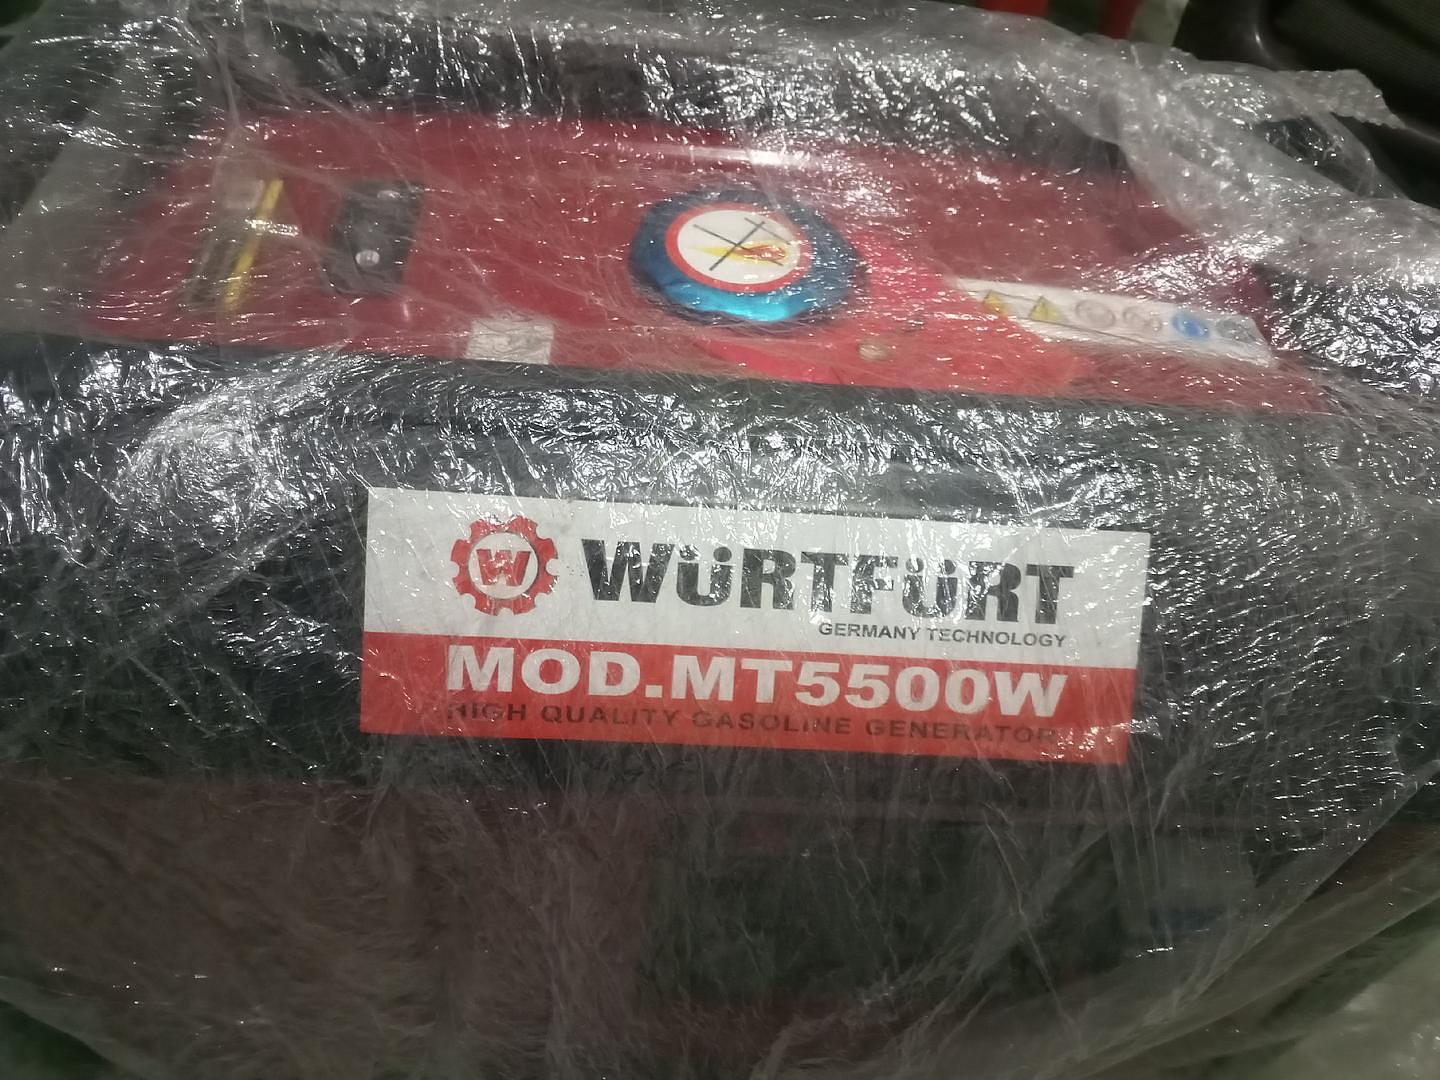 W
WüRTFüRT
GERMANY TECHNOLOGY
MOD.MT5500W
HIGH QUALITY GASOLINE GENERATOR